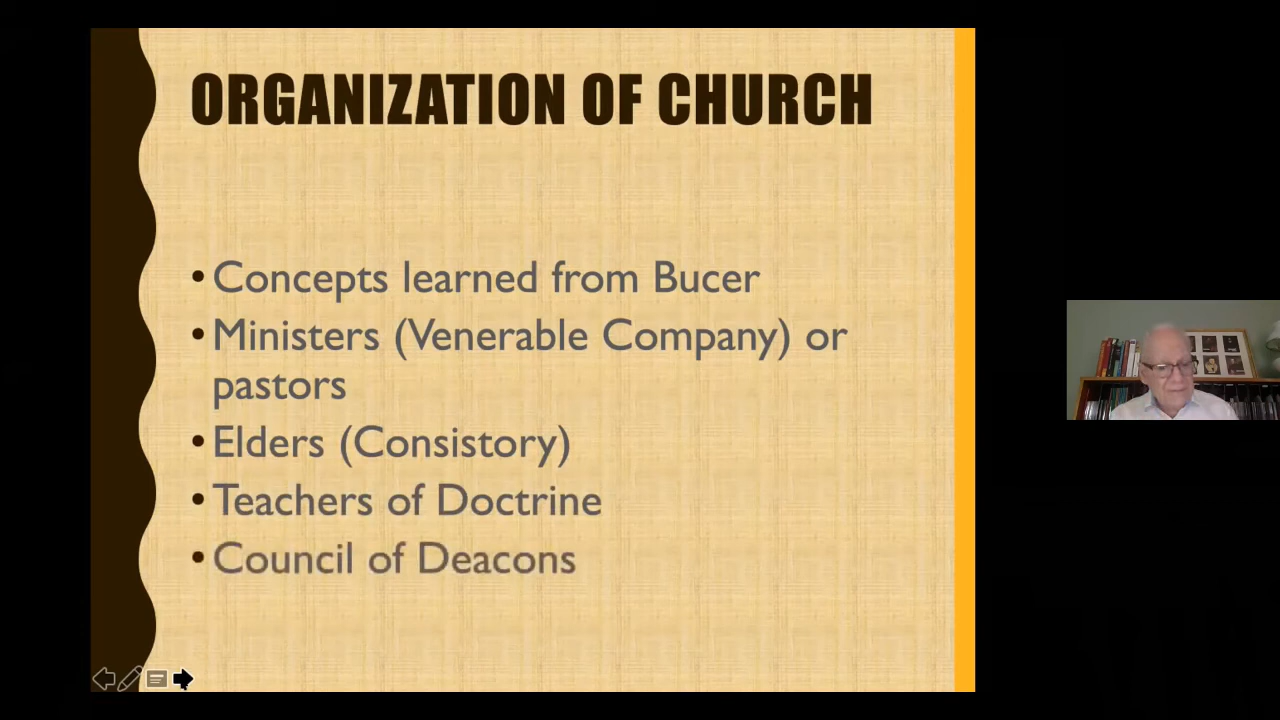 ORGANIZATION OF CHURCH
• Concepts learned from Bucer
• Ministers (Venerable Company) or
pastors
• Elders (Consistory)
• Teachers of Doctrine
• Council of Deacons